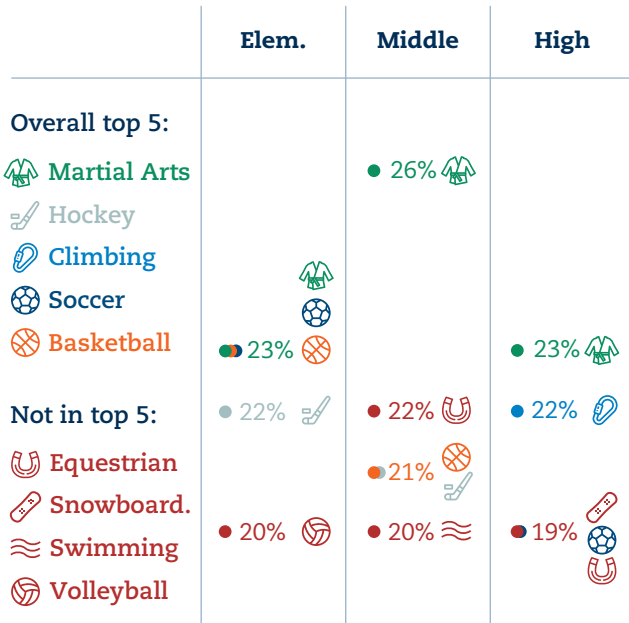 Elem. Middle High
Overall top 5:
Martial Arts 26%
Hockey
Climbing
Soccer
Basketball 23% 23%
Not in top 5: 22% 22% 22%
Equestrian 21%
Snowboard.
Swimming 20% 20% 19%
Volleyball